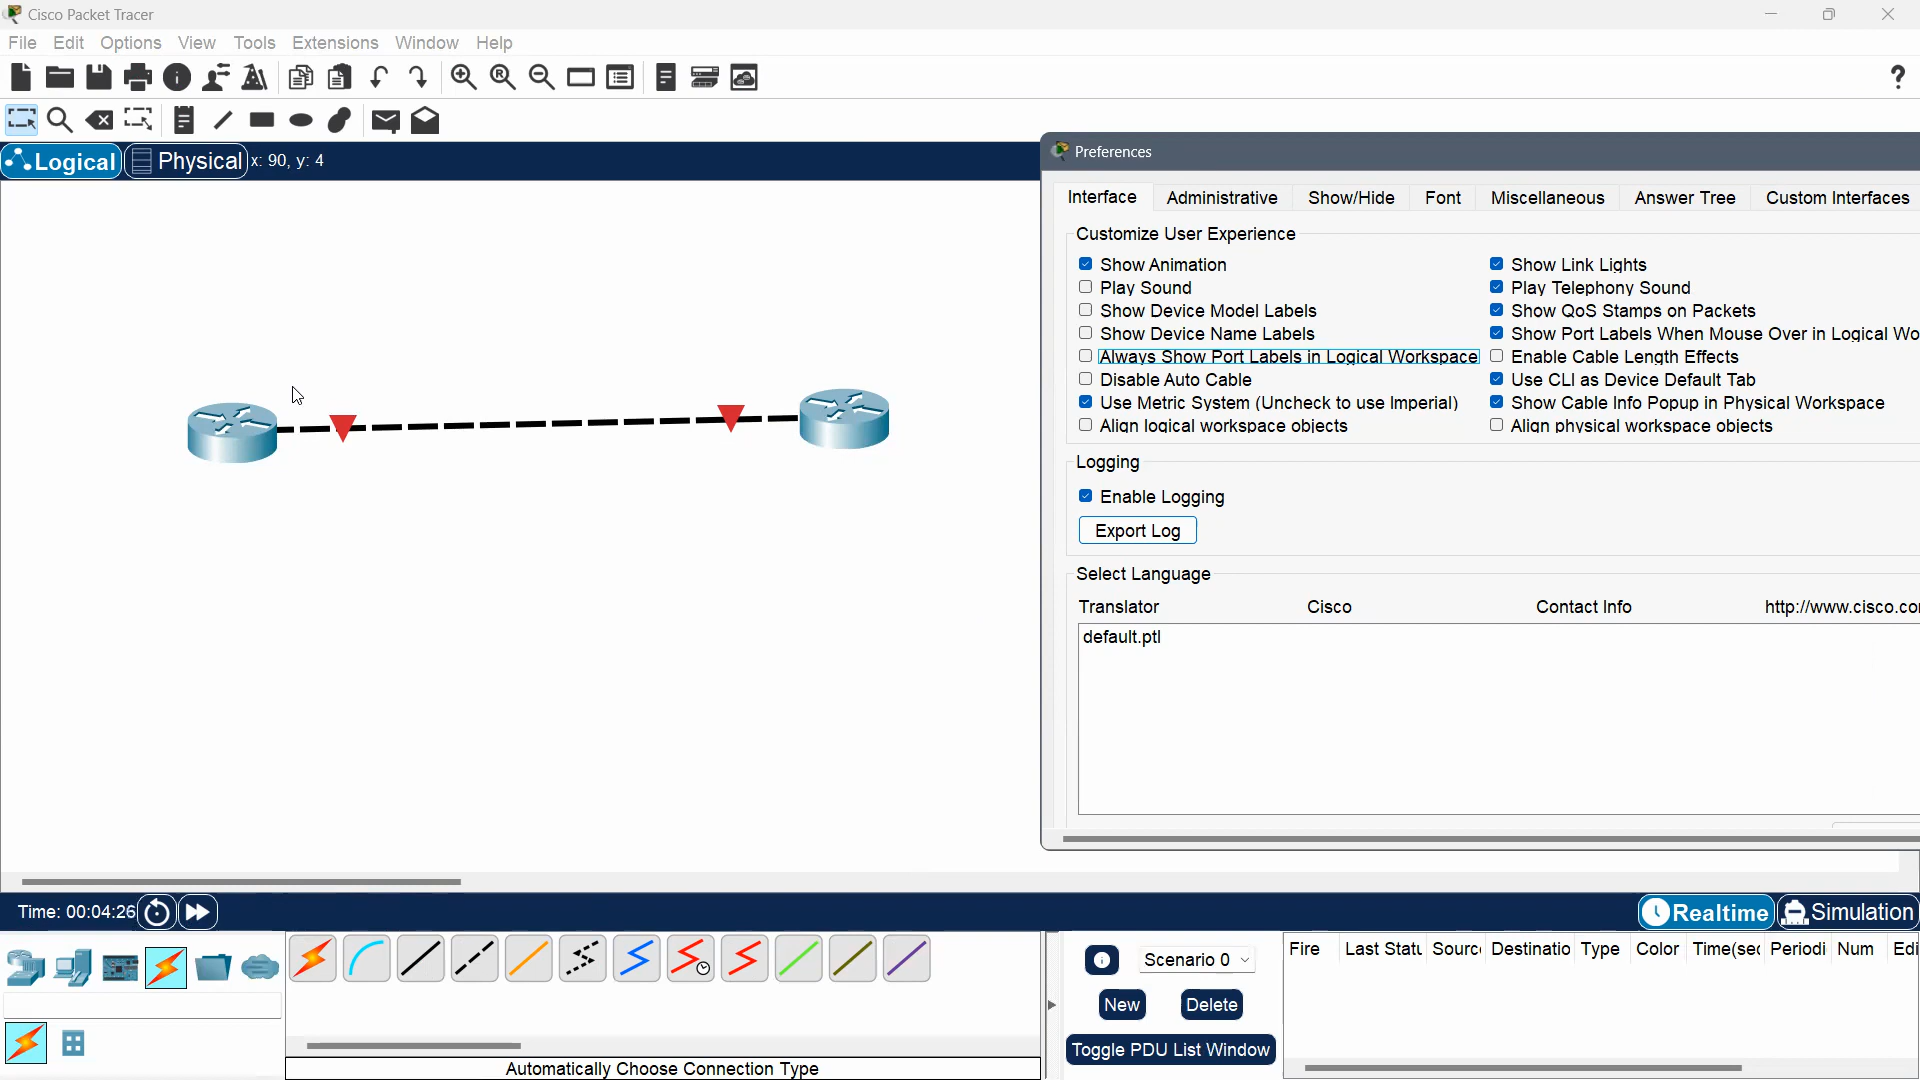 Cisco Packet Tracer
File Edit Options View Tools Extensions Window Help
Logical Physical x: 90, y: 4
Preferences
Interface Administrative Show/Hide Font Miscellaneous Answer Tree Custom Interfaces
Customize User Experience
Show Animation Show Link Lights
Play Sound Play Telephony Sound
Show Device Model Labels Show QoS Stamps on Packets
Show Device Name Labels Show Port Labels When Mouse Over in Logical Wo
Always Show Port Labels in Logical Workspace Enable Cable Length Effects
Disable Auto Cable Use CLI as Device Default Tab
Use Metric System (Uncheck to use Imperial) Show Cable Info Popup in Physical Workspace
Align logical workspace objects Align physical workspace objects
Logging
Enable Logging
Export Log
Select Language
Translator Cisco Contact Info http://www.cisco.co
default.ptl
Time: 00:04:26 Realtime Simulation
Scenario 0 Fire Last Statu Sourc Destinatio Type Color Time(sec Periodi Num Edi
New Delete
Toggle PDU List Window
Automatically Choose Connection Type